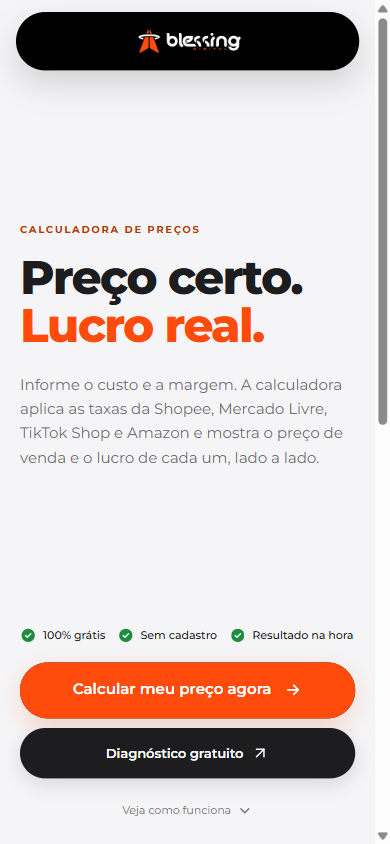 blessing
CALCULADORA DE PREÇOS
Preço certo.
Lucro real.
Informe o custo e a margem. A calculadora
aplica as taxas da Shopee, Mercado Livre,
TikTok Shop e Amazon e mostra o preço de
venda e o lucro de cada um, lado a lado.
100% grátis
Sem cadastro
Resultado na hora
Calcular meu preço agora
Diagnóstico gratuito
Veja como funciona